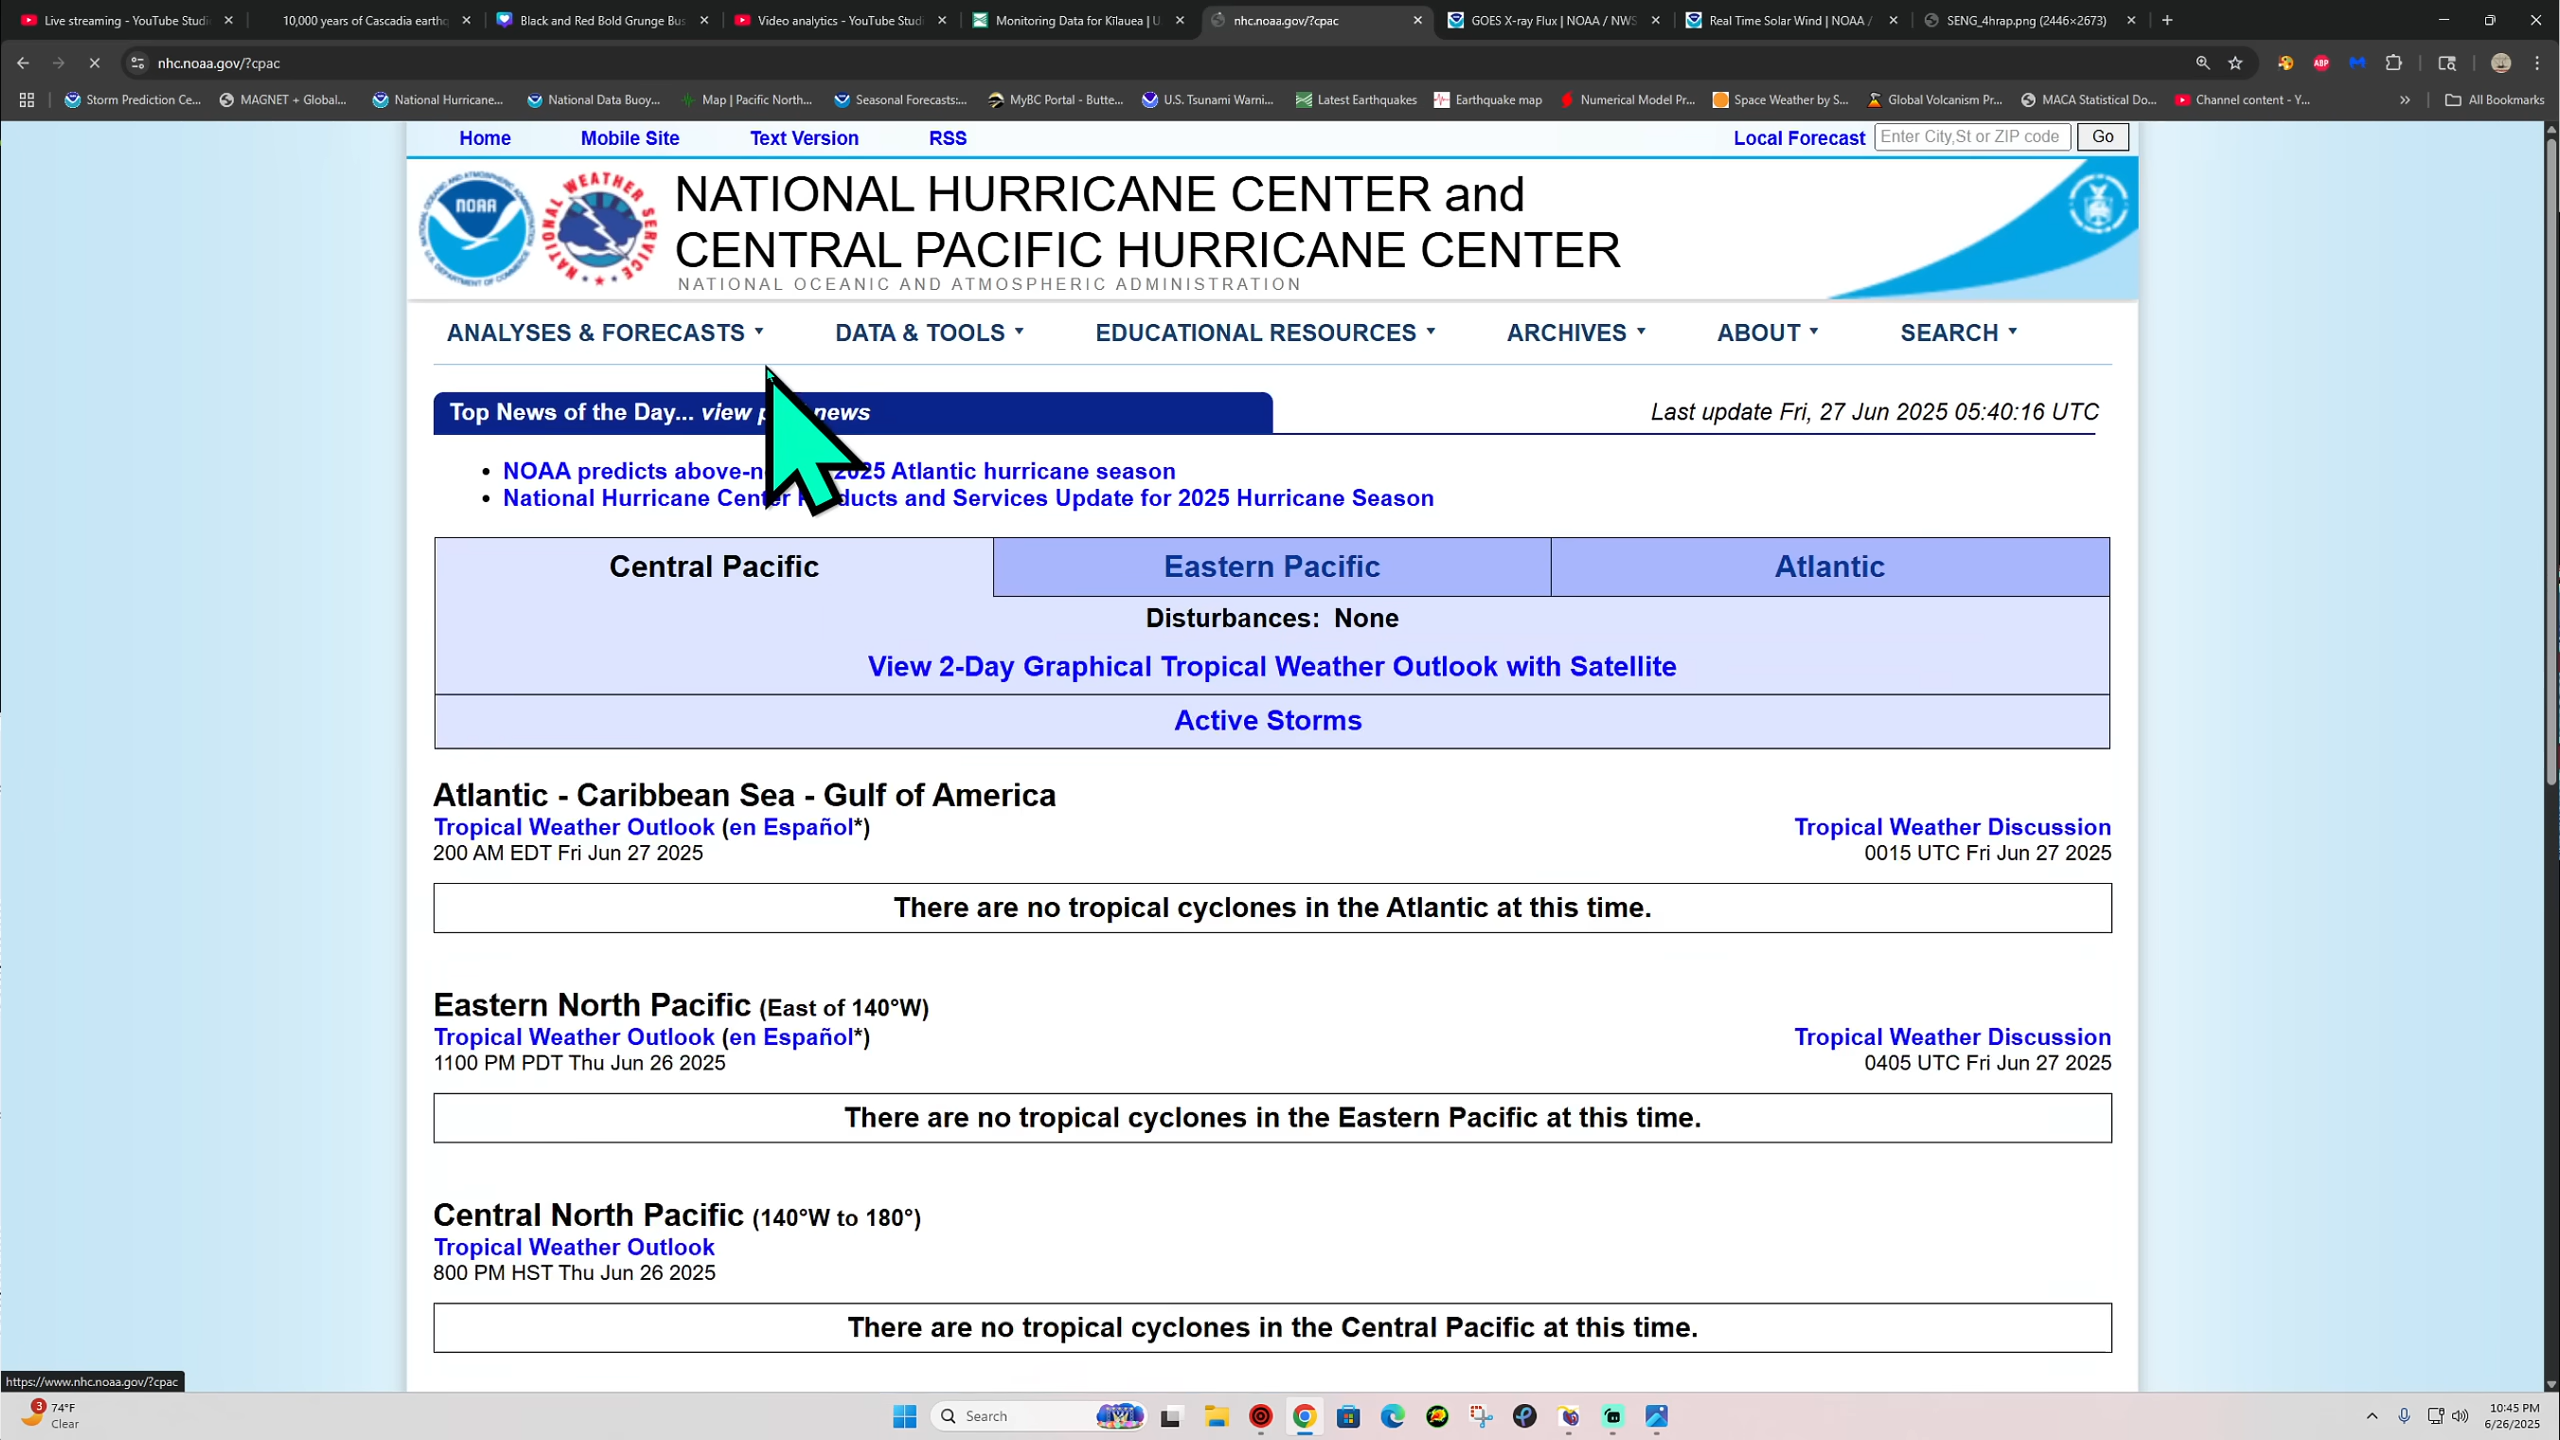 Live streaming - YouTube Studi
10,000 years of Cascadia earthq
Black and Red Bold Grunge Bus
Video analytics - YouTube Studi
Monitoring Data for Kīlauea | U
nhc.noaa.gov/?cpac
GOES X-ray Flux | NOAA / NWS
Real Time Solar Wind | NOAA /
SENG_4hrap.png (2446×2673)
nhc.noaa.gov/?cpac
ABP
Storm Prediction Ce...
MAGNET + Global...
National Hurricane...
National Data Buoy...
Map | Pacific North...
Seasonal Forecasts:...
MyBC Portal - Butte...
U.S. Tsunami Warni...
Latest Earthquakes
Earthquake map
Numerical Model Pr...
Space Weather by S...
Global Volcanism Pr...
MACA Statistical Do...
Channel content - Y...
All Bookmarks
Home Mobile Site Text Version RSS
Local Forecast Enter City,St or ZIP code Go
NOAA
NATIONAL HURRICANE CENTER and
CENTRAL PACIFIC HURRICANE CENTER
NATIONAL OCEANIC AND ATMOSPHERIC ADMINISTRATION
ANALYSES & FORECASTS DATA & TOOLS EDUCATIONAL RESOURCES ARCHIVES ABOUT SEARCH
Top News of the Day... view news
Last update Fri, 27 Jun 2025 05:40:16 UTC
• NOAA predicts 2025 Atlantic hurricane season
• National Hurricane Center and Services Update for 2025 Hurricane Season
Central Pacific Eastern Pacific Atlantic
Disturbances: None
View 2-Day Graphical Tropical Weather Outlook with Satellite
Active Storms
Atlantic - Caribbean Sea - Gulf of America
Tropical Weather Outlook (en Español*)
Tropical Weather Discussion
200 AM EDT Fri Jun 27 2025
0015 UTC Fri Jun 27 2025
There are no tropical cyclones in the Atlantic at this time.
Eastern North Pacific (East of 140°W)
Tropical Weather Outlook (en Español*)
Tropical Weather Discussion
1100 PM PDT Thu Jun 26 2025
0405 UTC Fri Jun 27 2025
There are no tropical cyclones in the Eastern Pacific at this time.
Central North Pacific (140°W to 180°)
Tropical Weather Outlook
800 PM HST Thu Jun 26 2025
There are no tropical cyclones in the Central Pacific at this time.
https://www.nhc.noaa.gov/?cpac
3
74°F
Clear
Search
10:45 PM
6/26/2025